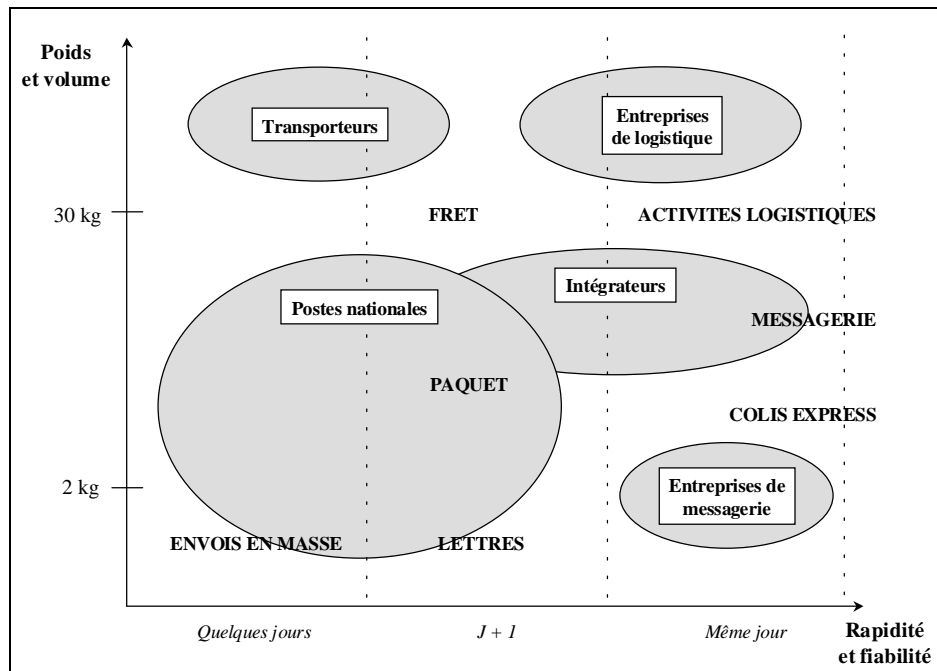 Poids
et volume
Transporteurs
Entreprises
de logistique
30 kg
FRET
ACTIVITES LOGISTIQUES
Intégrateurs
Postes nationales
MESSAGERIE
PAQUET
COLIS EXPRESS
2 kg
Entreprises de
messagerie
ENVOIS EN MASSE
LETTRES
Quelques jours
J + 1
Même jour
Rapidité
et fiabilité